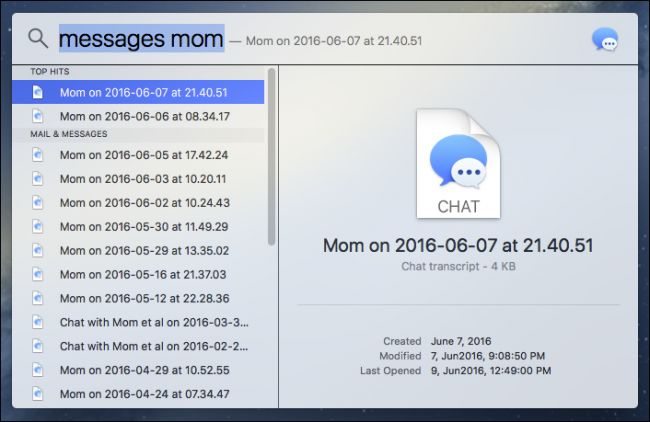 messages mom — Mom on 2016-06-07 at 21.40.51
TOP HITS
Mom on 2016-06-07 at 21.40.51
Mom on 2016-06-06 at 08.34.17
MAIL & MESSAGES
Mom on 2016-06-05 at 17.42.24
Mom on 2016-06-03 at 10.20.11
Mom on 2016-06-02 at 10.24.43
Mom on 2016-05-30 at 11.49.29
Mom on 2016-05-29 at 13.35.02
Mom on 2016-05-16 at 21.37.03
Mom on 2016-05-12 at 22.28.36
Chat with Mom et al on 2016-03-3...
Chat with Mom et al on 2016-02-2...
Mom on 2016-04-29 at 10.52.55
Mom on 2016-04-24 at 07.34.47
CHAT
Mom on 2016-06-07 at 21.40.51
Chat transcript - 4 KB
Created June 7, 2016
Modified 7, Jun2016, 9:08:50 PM
Last Opened 9, Jun2016, 12:49:00 PM